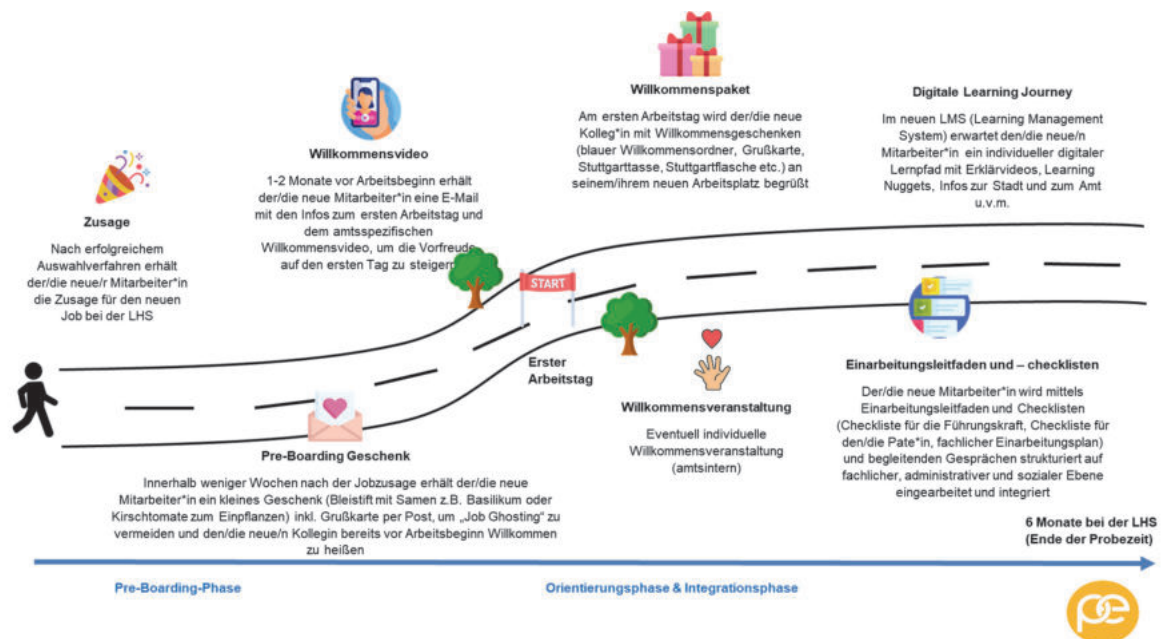 Zusage
Nach erfolgreichem
Auswahlverfahren erhält
der/die neue/r Mitarbeiter*in
die Zusage für den neuen
Job bei der LHS
Willkommensvideo
1-2 Monate vor Arbeitsbeginn erhält
der/die neue Mitarbeiter*in eine E-Mail
mit den Infos zum ersten Arbeitstag und
dem amtsspezifischen
Willkommensvideo, um die Vorfreude
auf den ersten Tag zu steigern
Willkommenspaket
Am ersten Arbeitstag wird der/die neue
Kolleg*in mit Willkommensgeschenken
(blauer Willkommensordner, Grußkarte,
Stuttgarttasse, Stuttgartflasche etc.) an
seinem/ihrem neuen Arbeitsplatz begrüßt
Digitale Learning Journey
Im neuen LMS (Learning Management
System) erwartet den/die neue/n
Mitarbeiter*in ein individueller digitaler
Lernpfad mit Erklärvideos, Learning
Nuggets, Infos zur Stadt und zum Amt
u.v.m.
START
Erster
Arbeitstag
Pre-Boarding Geschenk
Innerhalb weniger Wochen nach der Jobzusage erhält der/die neue
Mitarbeiter*in ein kleines Geschenk (Bleistift mit Samen z.B. Basilikum oder
Kirschtomate zum Einpflanzen) inkl. Grußkarte per Post, um „Job Ghosting" zu
vermeiden und den/die neue/n Kollegin bereits vor Arbeitsbeginn Willkommen
zu heißen
Willkommensveranstaltung
Eventuell individuelle
Willkommensveranstaltung
(amtsintern)
Einarbeitungsleitfaden und – checklisten
Der/die neue Mitarbeiter*in wird mittels
Einarbeitungsleitfaden und Checklisten
(Checkliste für die Führungskraft, Checkliste für
den/die Pate*in, fachlicher Einarbeitungsplan)
und begleitenden Gesprächen strukturiert auf
fachlicher, administrativer und sozialer Ebene
eingearbeitet und integriert
6 Monate bei der LHS
(Ende der Probezeit)
Pre-Boarding-Phase
Orientierungsphase & Integrationsphase
pe